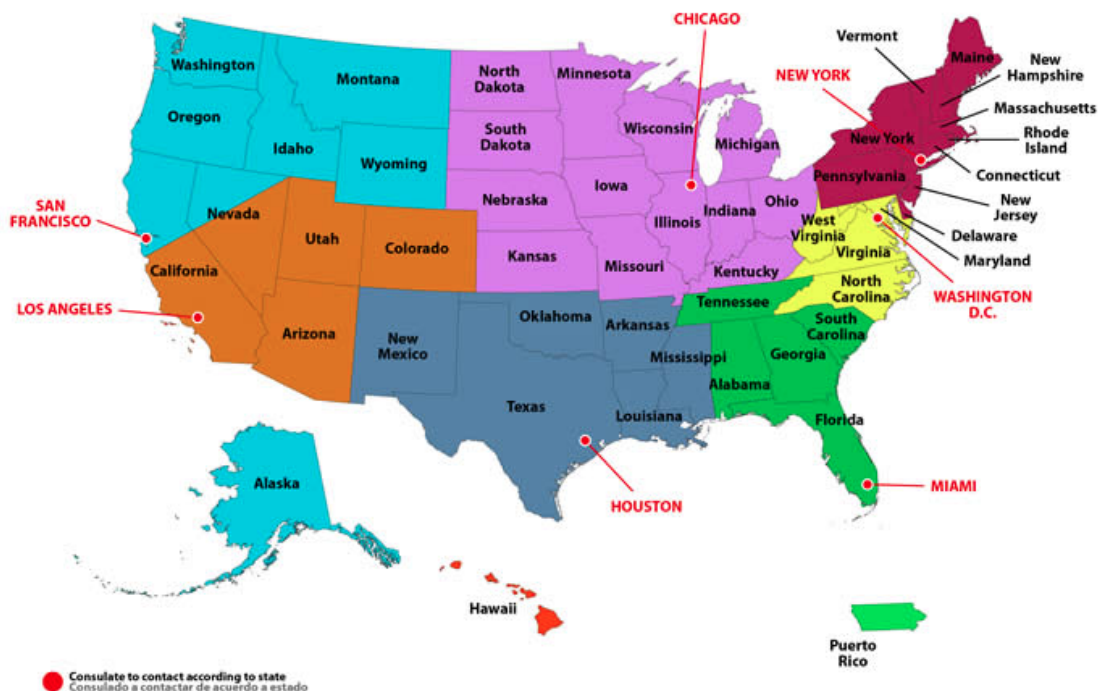 CHICAGO
Vermont
Maine
New
Hampshire
Washington
Montana
North
Dakota
Minnesota
NEW YORK
Massachusetts
Oregon
South
Dakota
Wisconsin
Michigan
New York
Rhode
Island
Idaho
Wyoming
Iowa
Pennsylvania
Connecticut
Nebraska
Ohio
New
Jersey
SAN
FRANCISCO
Nevada
Illinois
Indiana
West
Virginia
Delaware
Utah
Colorado
Kansas
Missouri
Kentucky
Virginia
Maryland
California
North
Carolina
WASHINGTON
D.C.
LOS ANGELES
Arizona
New
Mexico
Oklahoma
Arkansas
Tennessee
South
Carolina
Mississippi
Alabama
Georgia
Texas
Louisiana
Florida
Alaska
HOUSTON
MIAMI
Hawaii
Puerto
Rico
Consulate to contact according to state
Consulado a contactar de acuerdo a estado